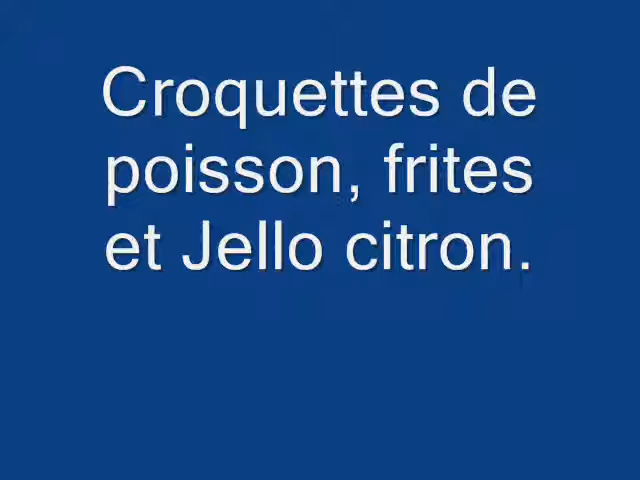 Croquettes de
poisson, frites
et Jello citron.